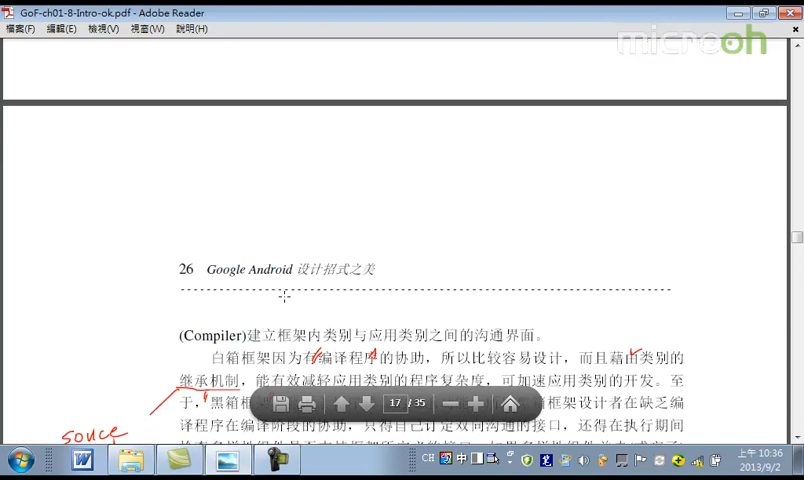 GoF-ch01-8-Intro-ok.pdf - Adobe Reader
檔案(F) 編輯(E) 檢視(V) 視窗(W) 說明(H)
microoh
26 Google Android 设计招式之美
(Compiler)建立框架内类别与应用类别之间的沟通界面。
白箱框架因为有编译程序的协助，所以比较容易设计，而且藉由类别的
继承机制，能有效减轻应用类别的程序复杂度，可加速应用类别的开发。至
于，黑箱框
前框架设计者在缺乏编
17 / 35
译程序在编译阶段的协助，只得自己订定双向沟通的接口，还得在执行期间
souce
CH 中
上午 10:36
2013/9/2